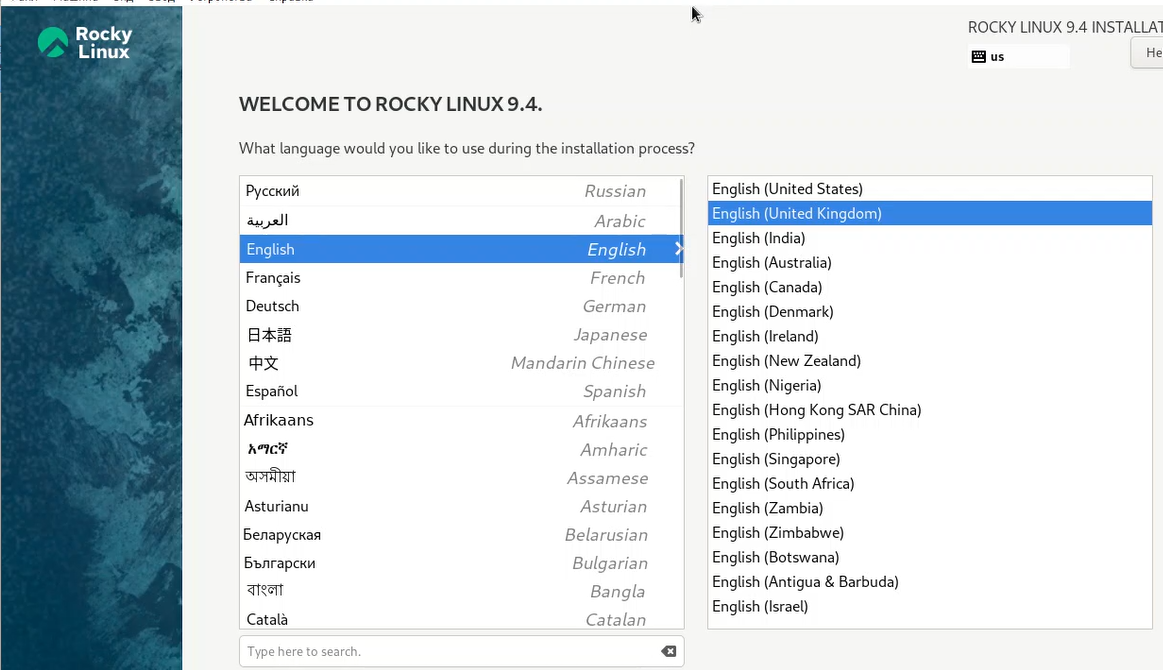 Rocky
Linux
ROCKY LINUX 9.4 INSTALLAT
us
He
WELCOME TO ROCKY LINUX 9.4.
What language would you like to use during the installation process?
Русский Russian
العربية Arabic
English English
Français French
Deutsch German
日本語 Japanese
中文 Mandarin Chinese
Español Spanish
Afrikaans Afrikaans
አማርኛ Amharic
অসমীয়া Assamese
Asturianu Asturian
Беларуская Belarusian
Български Bulgarian
বাংলা Bangla
Català Catalan
Type here to search.
English (United States)
English (United Kingdom)
English (India)
English (Australia)
English (Canada)
English (Denmark)
English (Ireland)
English (New Zealand)
English (Nigeria)
English (Hong Kong SAR China)
English (Philippines)
English (Singapore)
English (South Africa)
English (Zambia)
English (Zimbabwe)
English (Botswana)
English (Antigua & Barbuda)
English (Israel)